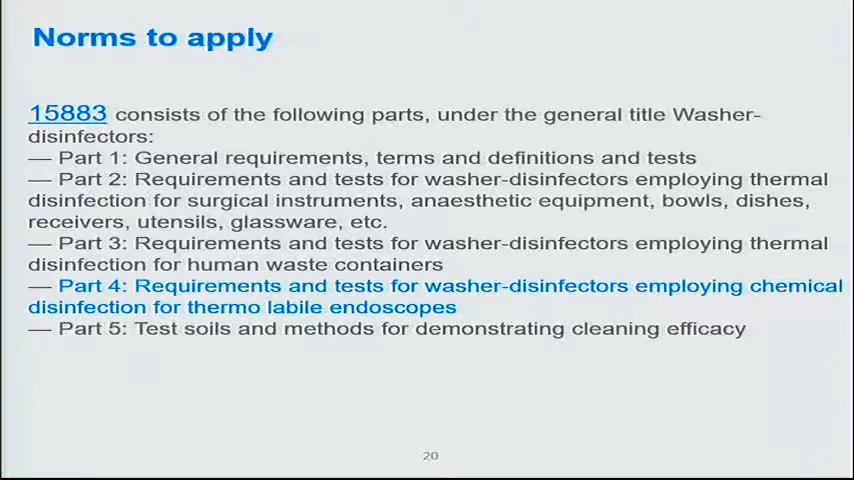 Norms to apply
15883 consists of the following parts, under the general title Washer-
disinfectors:
— Part 1: General requirements, terms and definitions and tests
— Part 2: Requirements and tests for washer-disinfectors employing thermal
disinfection for surgical instruments, anaesthetic equipment, bowls, dishes,
receivers, utensils, glassware, etc.
— Part 3: Requirements and tests for washer-disinfectors employing thermal
disinfection for human waste containers
— Part 4: Requirements and tests for washer-disinfectors employing chemical
disinfection for thermo labile endoscopes
— Part 5: Test soils and methods for demonstrating cleaning efficacy
20